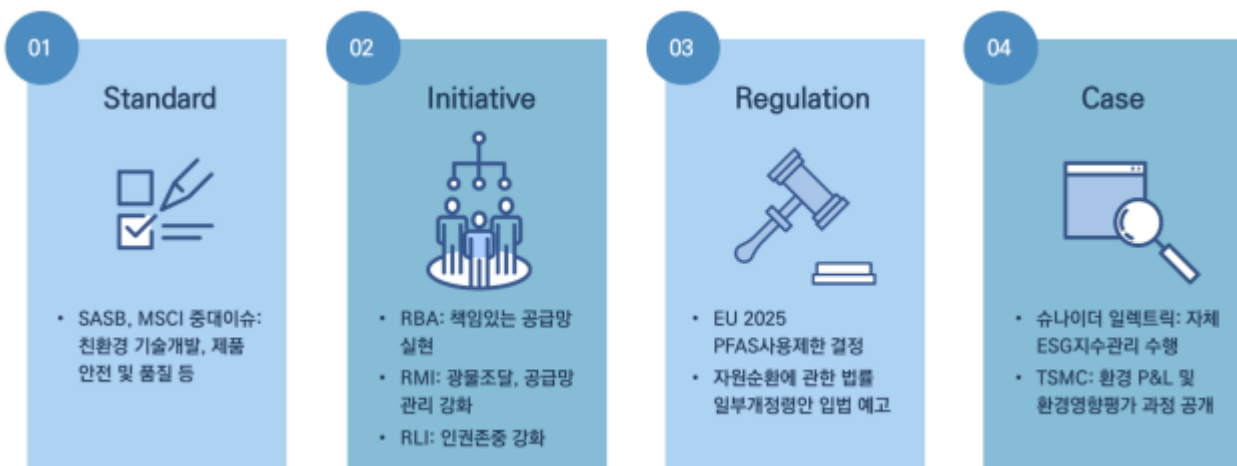 01
Standard
• SASB, MSCI 중대이슈:
친환경 기술개발, 제품
안전 및 품질 등
02
Initiative
• RBA: 책임있는 공급망
실현
• RMI: 광물조달, 공급망
관리 강화
• RLI: 인권존중 강화
03
Regulation
• EU 2025
PFAS사용제한 결정
• 자원순환에 관한 법률
일부개정령안 입법 예고
04
Case
• 슈나이더 일렉트릭: 자체
ESG지수관리 수행
• TSMC: 환경 P&L 및
환경영향평가 과정 공개